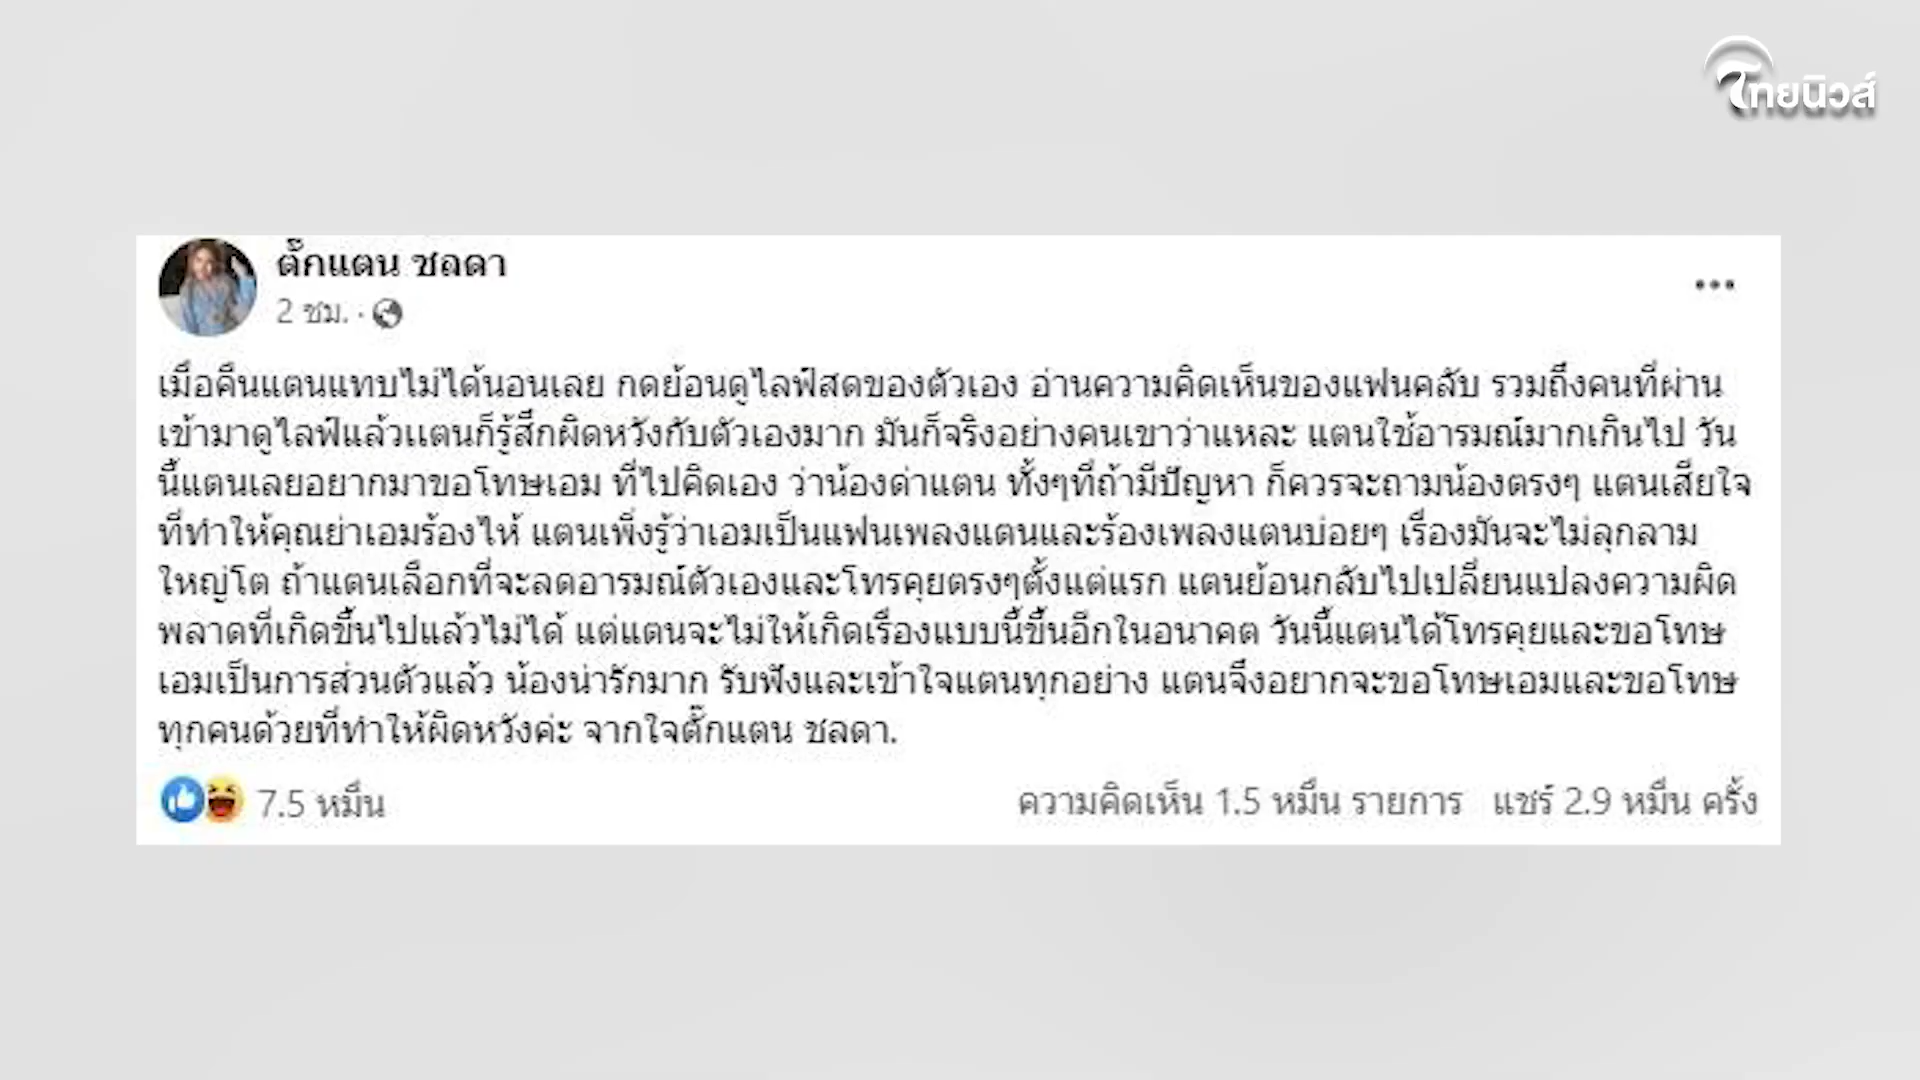 ไทยนิวส์
ตั๊กแตน ชลดา
2 ชม. ·
เมื่อคืนแตนแทบไม่ได้นอนเลย กดย้อนดูไลฟ์สดของตัวเอง อ่านความคิดเห็นของแฟนคลับ รวมถึงคนที่ผ่าน
เข้ามาดูไลฟ์แล้วแตนก็รู้สึกผิดหวังกับตัวเองมาก มันก็จริงอย่างคนเขาว่าแหละ แตนใช้อารมณ์มากเกินไป วัน
นี้แตนเลยอยากมาขอโทษเอม ที่ไปคิดเอง ว่าน้องด่าแตน ทั้งๆที่ถ้ามีปัญหา ก็ควรจะถามน้องตรงๆ แตนเสียใจ
ที่ทำให้คุณย่าเอมร้องไห้ แตนเพิ่งรู้ว่าเอมเป็นแฟนเพลงแตนและร้องเพลงแตนบ่อยๆ เรื่องมันจะไม่ลุกลาม
ใหญ่โต ถ้าแตนเลือกที่จะลดอารมณ์ตัวเองและโทรคุยตรงๆตั้งแต่แรก แตนย้อนกลับไปเปลี่ยนแปลงความผิด
พลาดที่เกิดขึ้นไปแล้วไม่ได้ แต่แตนจะไม่ให้เกิดเรื่องแบบนี้ขึ้นอีกในอนาคต วันนี้แตนได้โทรคุยและขอโทษ
เอมเป็นการส่วนตัวแล้ว น้องน่ารักมาก รับฟังและเข้าใจแตนทุกอย่าง แตนจึงอยากจะขอโทษเอมและขอโทษ
ทุกคนด้วยที่ทำให้ผิดหวังค่ะ จากใจตั๊กแตน ชลดา.
7.5 หมื่น ความคิดเห็น 1.5 หมื่น รายการ แชร์ 2.9 หมื่น ครั้ง